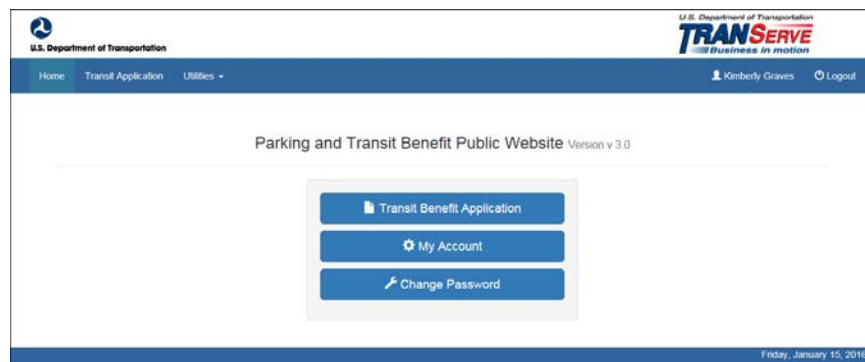 U.S. Department of Transportation
U.S. Department of Transportation
TRANSERVE
Business in motion
Home Transit Application Utilities Kimberly Graves Logout
Parking and Transit Benefit Public Website Version v 3.0
Transit Benefit Application
My Account
Change Password
Friday, January 15, 2016